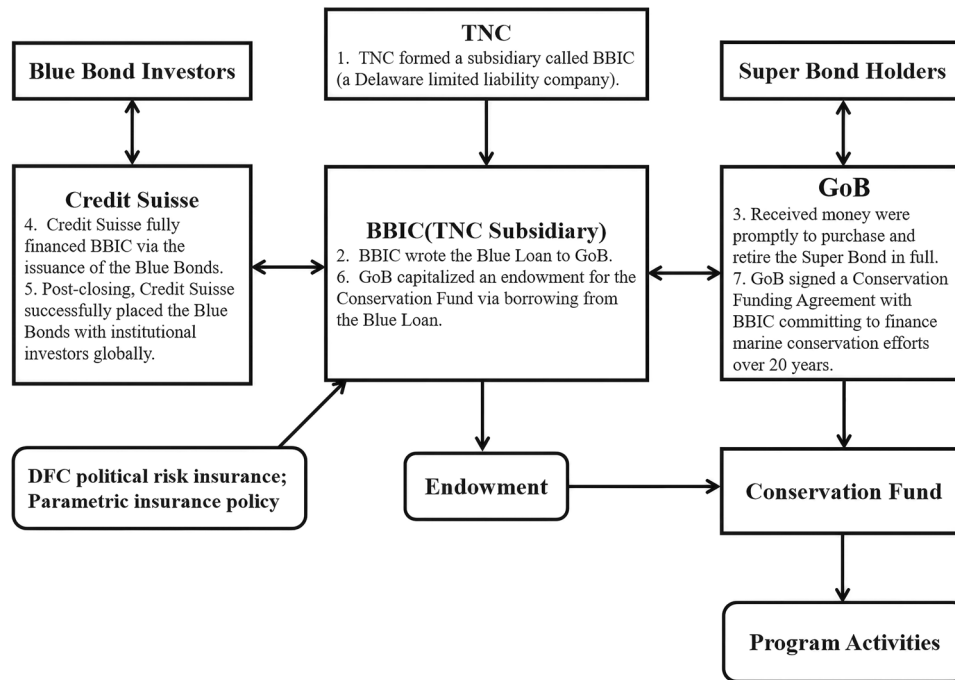 TNC
1. TNC formed a subsidiary called BBIC
(a Delaware limited liability company).
Blue Bond Investors
Super Bond Holders
Credit Suisse
4. Credit Suisse fully
financed BBIC via the
issuance of the Blue Bonds.
5. Post-closing, Credit Suisse
successfully placed the Blue
Bonds with institutional
investors globally.
BBIC(TNC Subsidiary)
2. BBIC wrote the Blue Loan to GoB.
6. GoB capitalized an endowment for the
Conservation Fund via borrowing from
the Blue Loan.
GoB
3. Received money were
promptly to purchase and
retire the Super Bond in full.
7. GoB signed a Conservation
Funding Agreement with
BBIC committing to finance
marine conservation efforts
over 20 years.
DFC political risk insurance;
Parametric insurance policy
Endowment
Conservation Fund
Program Activities